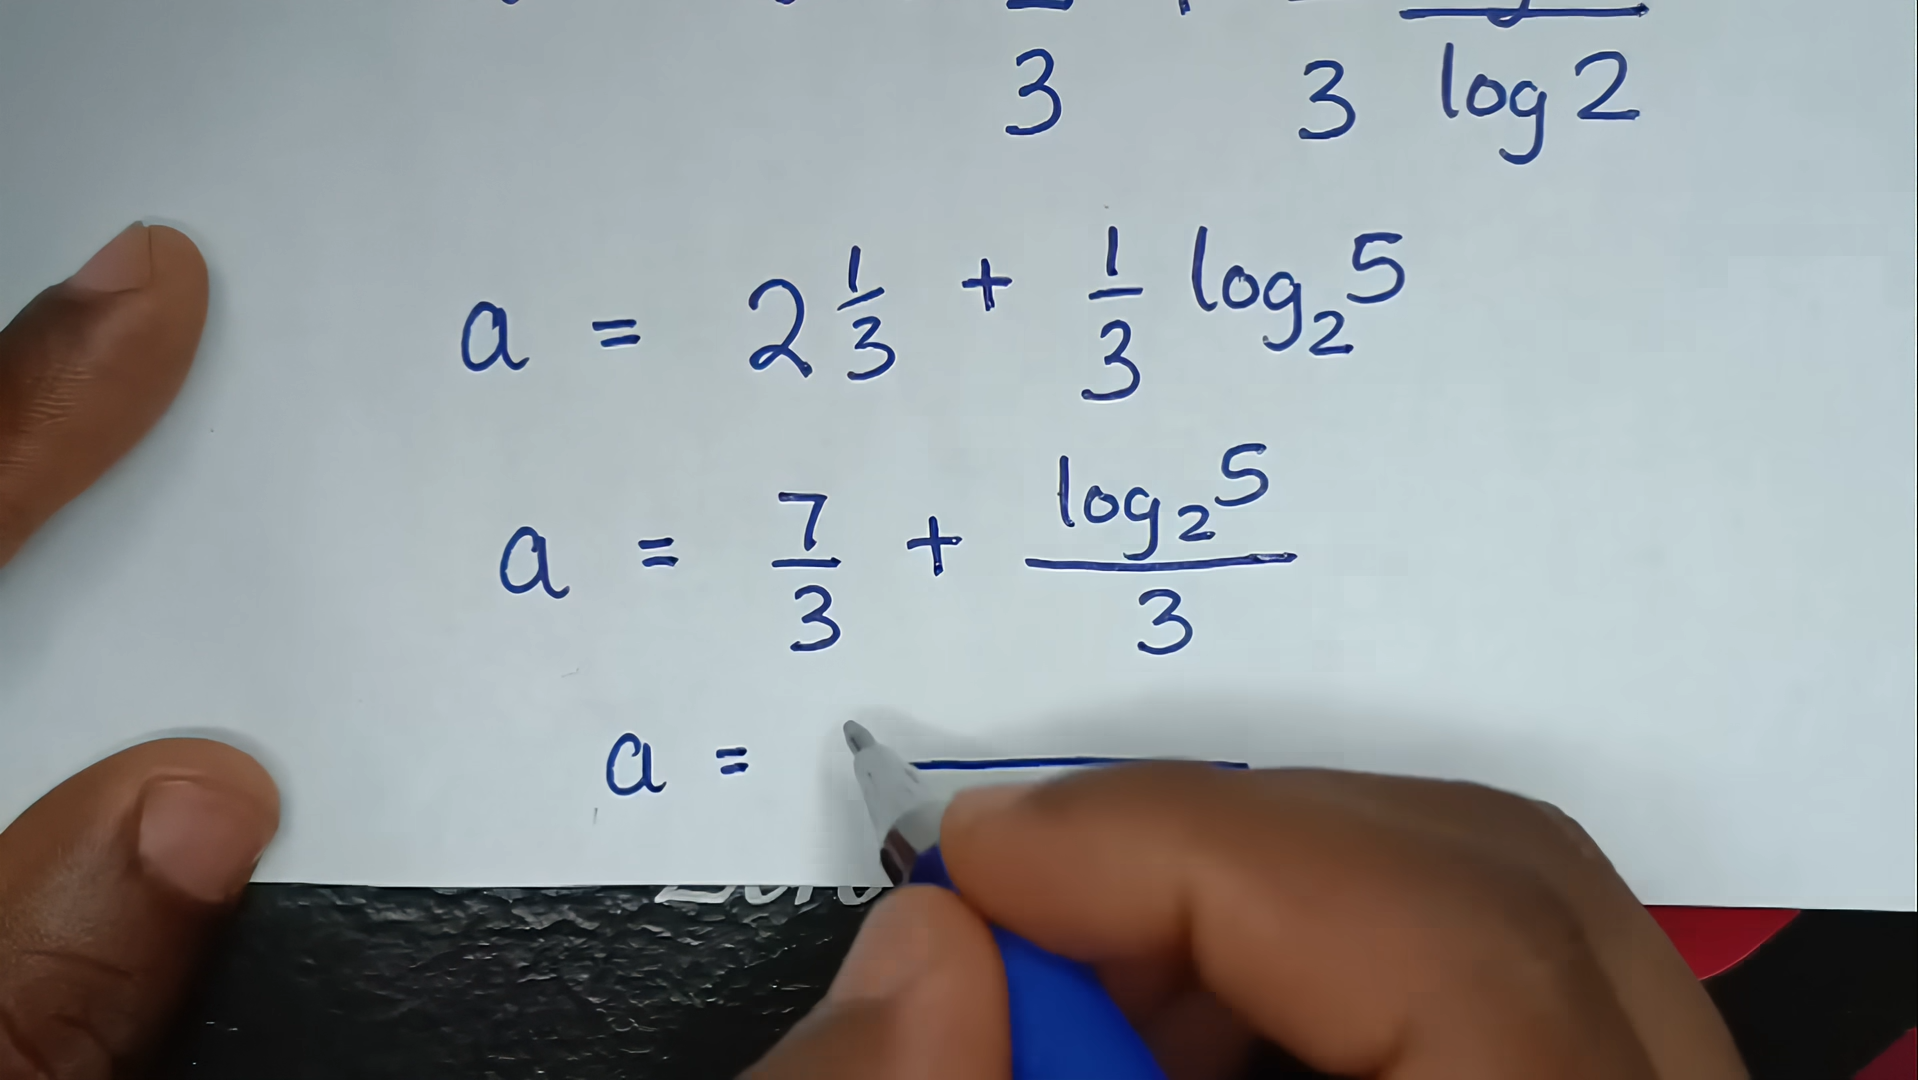 3 3 log 2
a = 2 1/3 + 1/3 log₂5
a = 7/3 + log₂5/3
a =